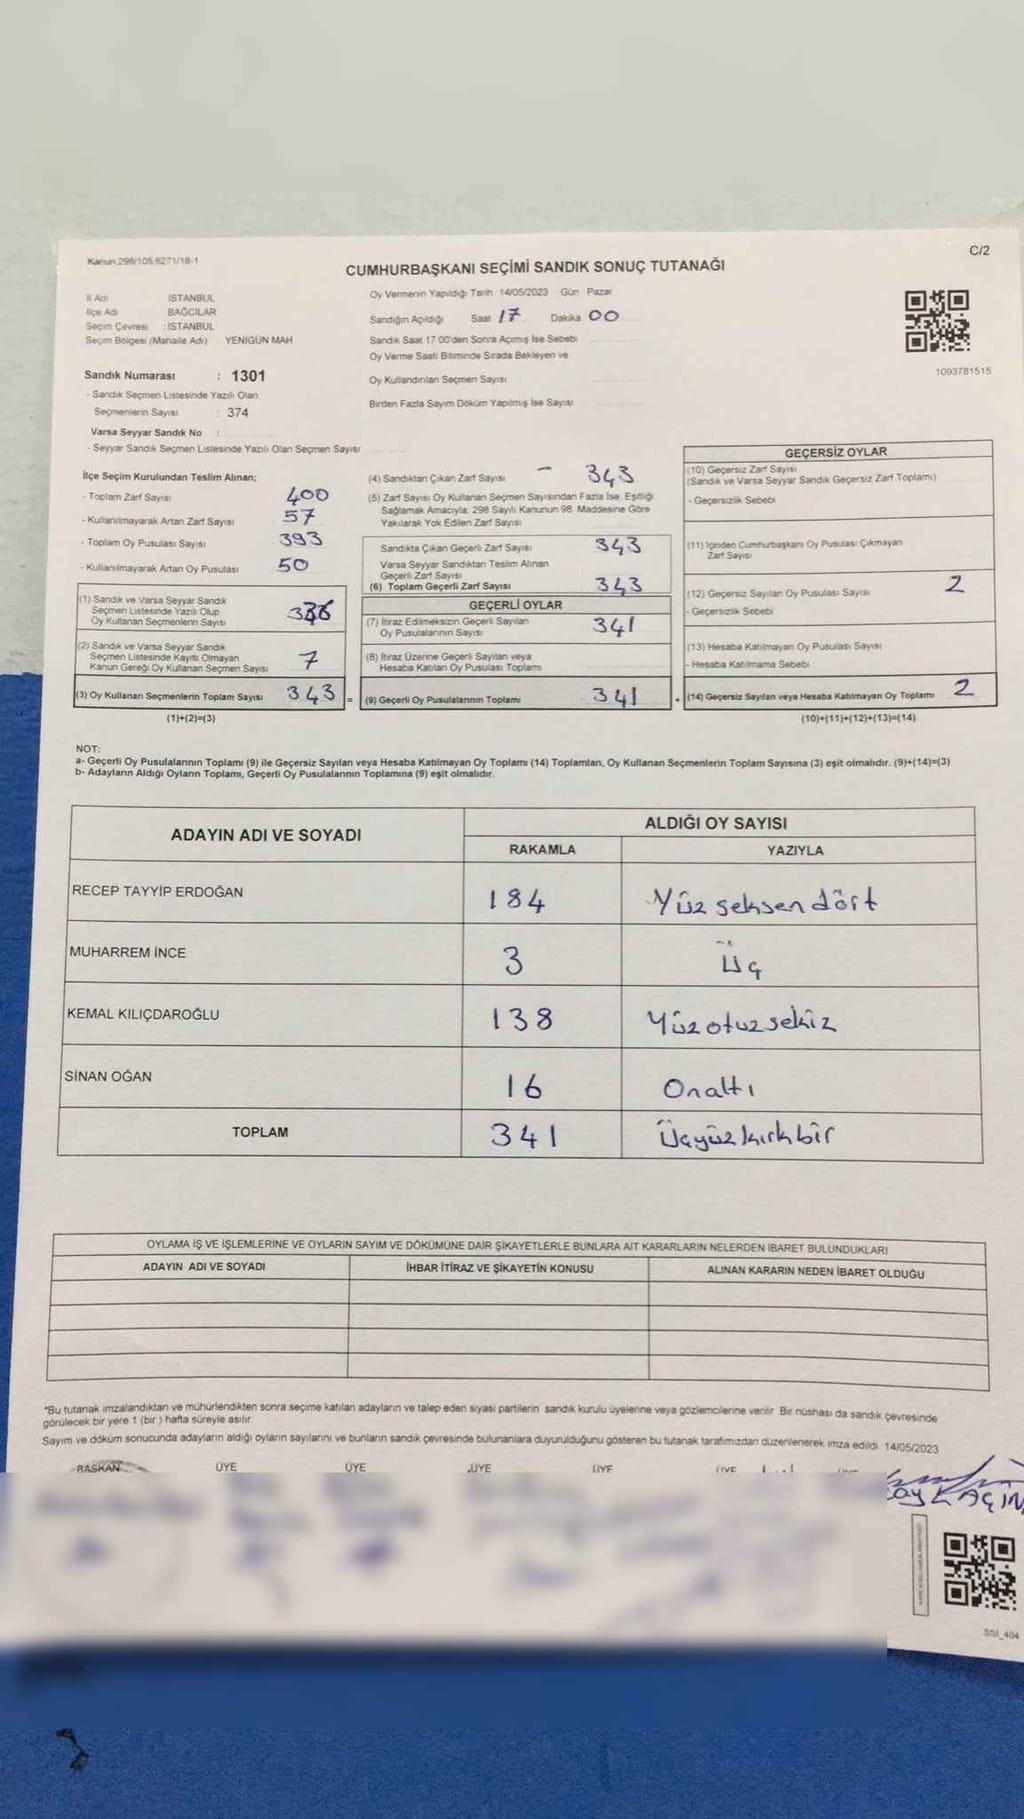 Kanun 298/105,6271/18-1
C/2
CUMHURBAŞKANI SEÇİMİ SANDIK SONUÇ TUTANAĞI
İl Adı İSTANBUL
İlçe Adı BAĞCILAR
Seçim Çevresi : İSTANBUL
Seçim Bölgesi (Mahalle Adı) YENİGÜN MAH
Sandık Numarası : 1301
- Sandık Seçmen Listesinde Yazılı Olan
Seçmenlerin Sayısı : 374
Varsa Seyyar Sandık No :
- Seyyar Sandık Seçmen Listesinde Yazılı Olan Seçmen Sayısı
Oy Vermenin Yapıldığı Tarih 14/05/2023 Gün Pazar
Sandığın Açıldığı Saat 17 Dakika 00
Sandık Saat 17 00'den Sonra Açımış İse Sebebi
Oy Verme Saati Bitiminde Sırada Bekleyen ve
Oy Kullandırılan Seçmen Sayısı
Birden Fazla Sayım Döküm Yapılmış İse Sayısı
1093781515
İlçe Seçim Kurulundan Teslim Alınan;
- Toplam Zarf Sayısı 400
- Kullanılmayarak Artan Zarf Sayısı 57
- Toplam Oy Pusulası Sayısı 393
- Kullanılmayarak Artan Oy Pusulası 50
(1) Sandık ve Varsa Seyyar Sandık
Seçmen Listesinde Yazılı Olup
Oy Kullanan Seçmenlerin Sayısı 336
(2) Sandık ve Varsa Seyyar Sandık
Seçmen Listesinde Kayıtlı Olmayan
Kanun Gereği Oy Kullanan Seçmen Sayısı 7
(3) Oy Kullanan Seçmenlerin Toplam Sayısı 343 =
(1)+(2)=(3)
(4) Sandıktan Çıkan Zarf Sayısı - 343
(5) Zarf Sayısı Oy Kullanan Seçmen Sayısından Fazla İse, Eşitliği
Sağlamak Amacıyla, 298 Sayılı Kanunun 98. Maddesine Göre
Yakılarak Yok Edilen Zarf Sayısı
Sandıkta Çıkan Geçerli Zarf Sayısı 343
Varsa Seyyar Sandıktan Teslim Alınan
Geçerli Zarf Sayısı
(6) Toplam Geçerli Zarf Sayısı 343
GEÇERLİ OYLAR
(7) İtiraz Edilmeksizin Geçerli Sayılan
Oy Pusulalarının Sayısı 341
(8) İtiraz Üzerine Geçerli Sayılan veya
Hesaba Katılan Oy Pusulası Toplamı
(9) Geçerli Oy Pusulalarının Toplamı 341 +
GEÇERSİZ OYLAR
(10) Geçersiz Zarf Sayısı
(Sandık ve Varsa Seyyar Sandık Geçersiz Zarf Toplamı)
- Geçersizlik Sebebi
(11) İçinden Cumhurbaşkanı Oy Pusulası Çıkmayan
Zarf Sayısı
(12) Geçersiz Sayılan Oy Pusulası Sayısı 2
- Geçersizlik Sebebi
(13) Hesaba Katılmayan Oy Pusulası Sayısı
- Hesaba Katılmama Sebebi
(14) Geçersiz Sayılan veya Hesaba Katılmayan Oy Toplamı 2
(10)+(11)+(12)+(13)=(14)
NOT:
a- Geçerli Oy Pusulalarının Toplamı (9) ile Geçersiz Sayılan veya Hesaba Katılmayan Oy Toplamı (14) Toplamları, Oy Kullanan Seçmenlerin Toplam Sayısına (3) eşit olmalıdır. (9)+(14)=(3)
b- Adayların Aldığı Oyların Toplamı, Geçerli Oy Pusulalarının Toplamına (9) eşit olmalıdır.
ADAYIN ADI VE SOYADI
ALDIĞI OY SAYISI
RAKAMLA YAZIYLA
RECEP TAYYİP ERDOĞAN 184 Yüz seksen dört
MUHARREM İNCE 3 Üç
KEMAL KILIÇDAROĞLU 138 Yüzotuzsekiz
SİNAN OĞAN 16 Onaltı
TOPLAM 341 Üçyüzkırkbir
OYLAMA İŞ VE İŞLEMLERİNE VE OYLARIN SAYIM VE DÖKÜMÜNE DAİR ŞİKAYETLERLE BUNLARA AİT KARARLARIN NELERDEN İBARET BULUNDUKLARI
ADAYIN ADI VE SOYADI İHBAR İTİRAZ VE ŞİKAYETİN KONUSU ALINAN KARARIN NEDEN İBARET OLDUĞU
*Bu tutanak imzalandıktan ve mühürlendikten sonra seçime katılan adayların ve talep eden siyasi partilerin sandık kurulu üyelerine veya gözlemcilerine verilir. Bir nüshası da sandık çevresinde
görülecek bir yere 1 (bir ) hafta süreyle asılır.
Sayım ve döküm sonucunda adayların aldığı oyların sayılarını ve bunların sandık çevresinde bulunanlara duyurulduğunu gösteren bu tutanak tarafımızdan düzenlenerek imza edildi. 14/05/2023
BAŞKAN ÜYE ÜYE ÜYE ÜYE ÜYE
SSI_404